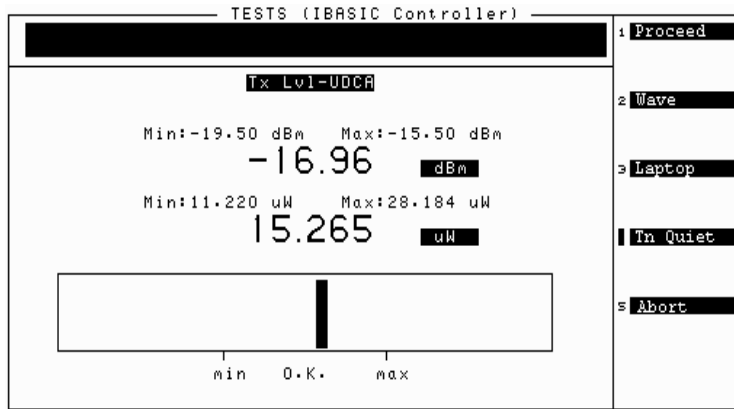 TESTS (IBASIC Controller)
Tx Lvl-UDCA
Min:-19.50 dBm Max:-15.50 dBm
-16.96 dBm
Min:11.220 uW Max:28.184 uW
15.265 uW
min O.K. max
1 Proceed
2 Wave
3 Laptop
Tn Quiet
5 Abort